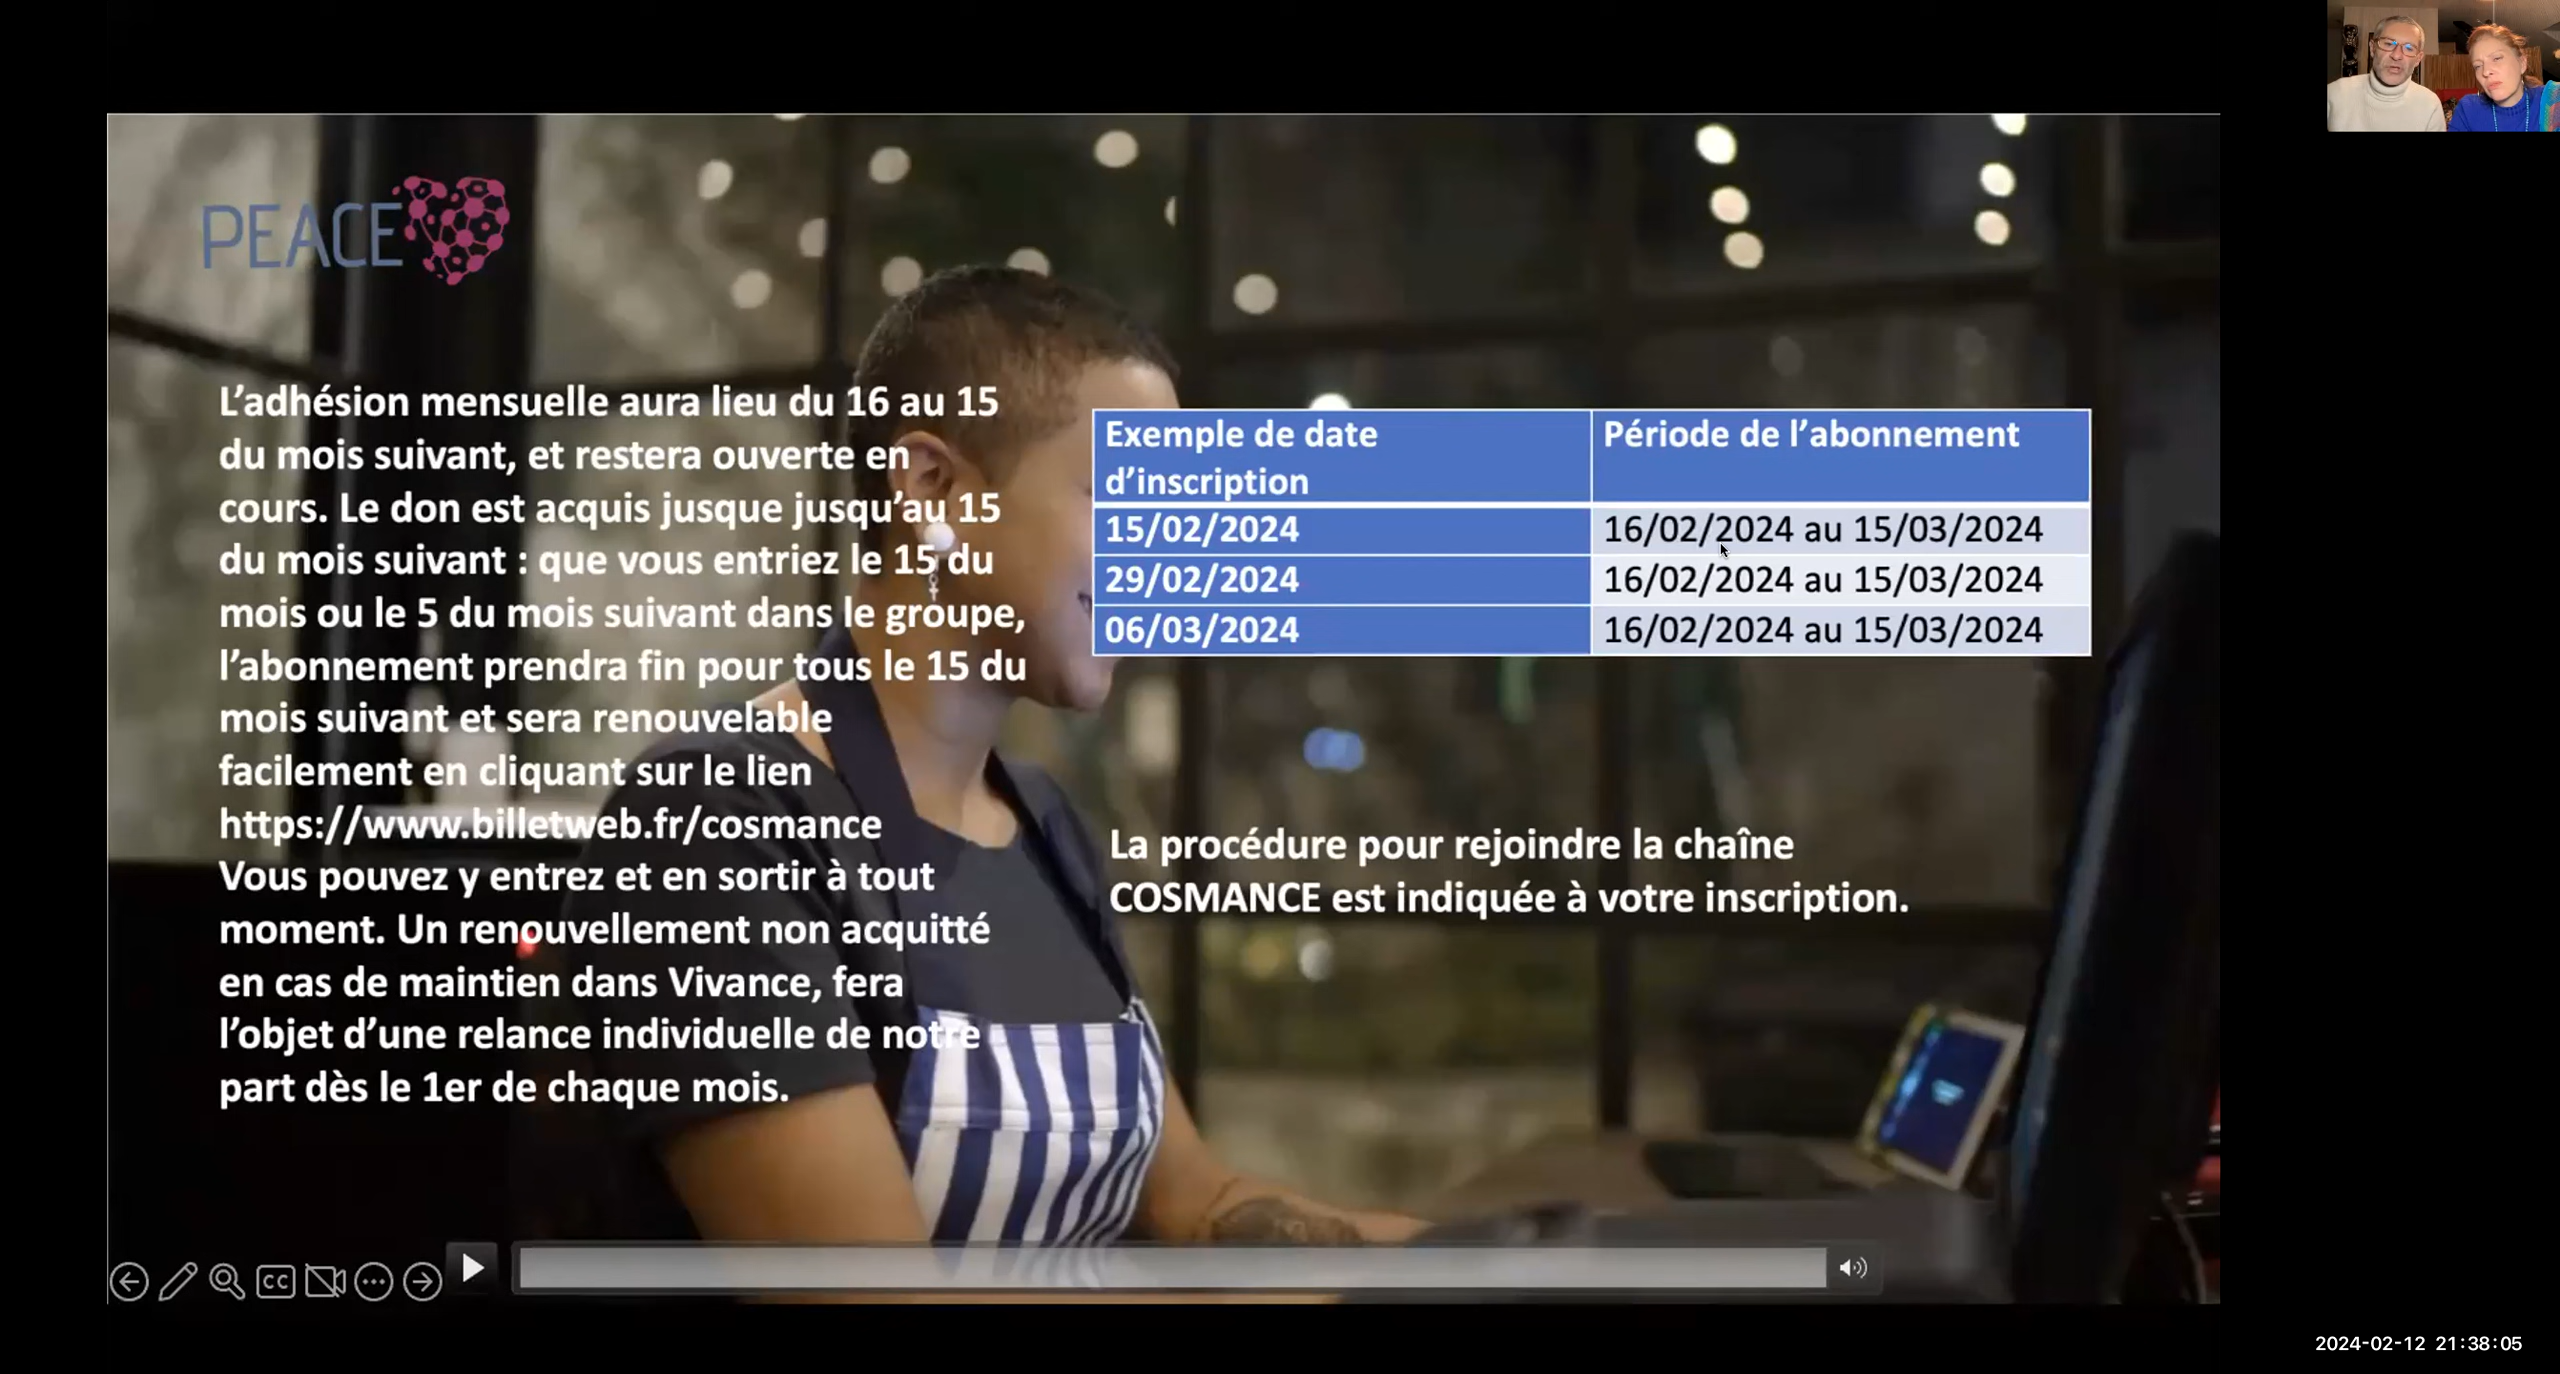 PEACE
L’adhésion mensuelle aura lieu du 16 au 15
du mois suivant, et restera ouverte en
cours. Le don est acquis jusque jusqu’au 15
du mois suivant : que vous entriez le 15 du
mois ou le 5 du mois suivant dans le groupe,
l’abonnement prendra fin pour tous le 15 du
mois suivant et sera renouvelable
facilement en cliquant sur le lien
https://www.billetweb.fr/cosmance
Vous pouvez y entrez et en sortir à tout
moment. Un renouvellement non acquitté
en cas de maintien dans Vivance, fera
l’objet d’une relance individuelle de notre
part dès le 1er de chaque mois.
Exemple de date
d’inscription
Période de l’abonnement
15/02/2024 16/02/2024 au 15/03/2024
29/02/2024 16/02/2024 au 15/03/2024
06/03/2024 16/02/2024 au 15/03/2024
La procédure pour rejoindre la chaîne
COSMANCE est indiquée à votre inscription.
CC
2024-02-12 21:38:05